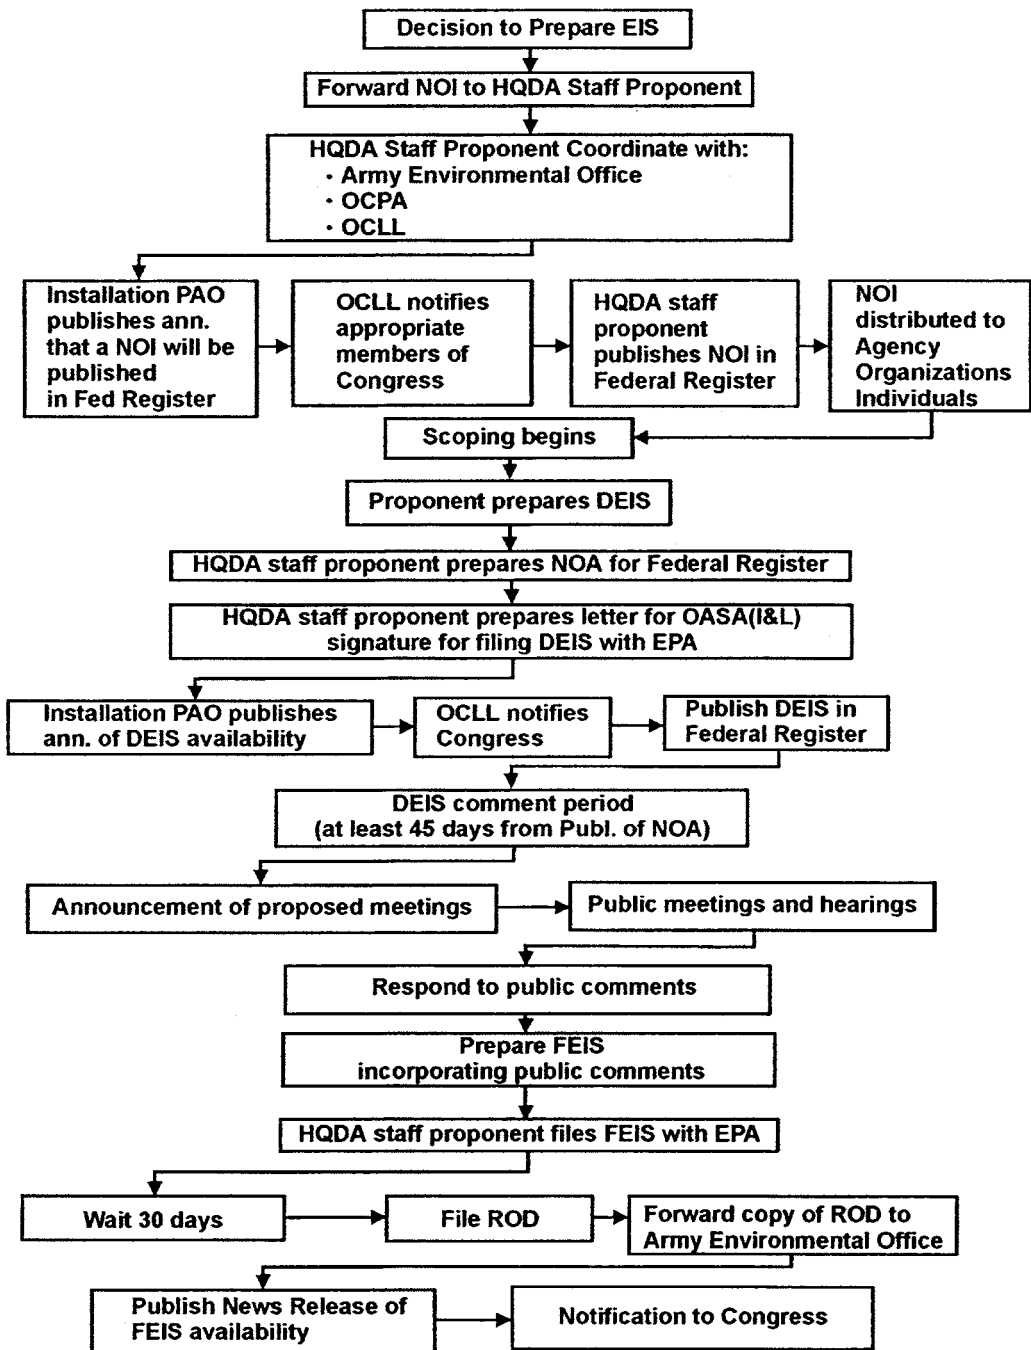 Decision to Prepare EIS
Forward NOI to HQDA Staff Proponent
HQDA Staff Proponent Coordinate with:
· Army Environmental Office
· OCPA
· OCLL
Installation PAO
publishes ann.
that a NOI will be
published
in Fed Register
OCLL notifies
appropriate
members of
Congress
HQDA staff
proponent
publishes NOI in
Federal Register
NOI
distributed to
Agency
Organizations
Individuals
Scoping begins
Proponent prepares DEIS
HQDA staff proponent prepares NOA for Federal Register
HQDA staff proponent prepares letter for OASA(I&L)
signature for filing DEIS with EPA
Installation PAO publishes
ann. of DEIS availability
OCLL notifies
Congress
Publish DEIS in
Federal Register
DEIS comment period
(at least 45 days from Publ. of NOA)
Announcement of proposed meetings
Public meetings and hearings
Respond to public comments
Prepare FEIS
incorporating public comments
HQDA staff proponent files FEIS with EPA
Wait 30 days
File ROD
Forward copy of ROD to
Army Environmental Office
Publish News Release of
FEIS availability
Notification to Congress